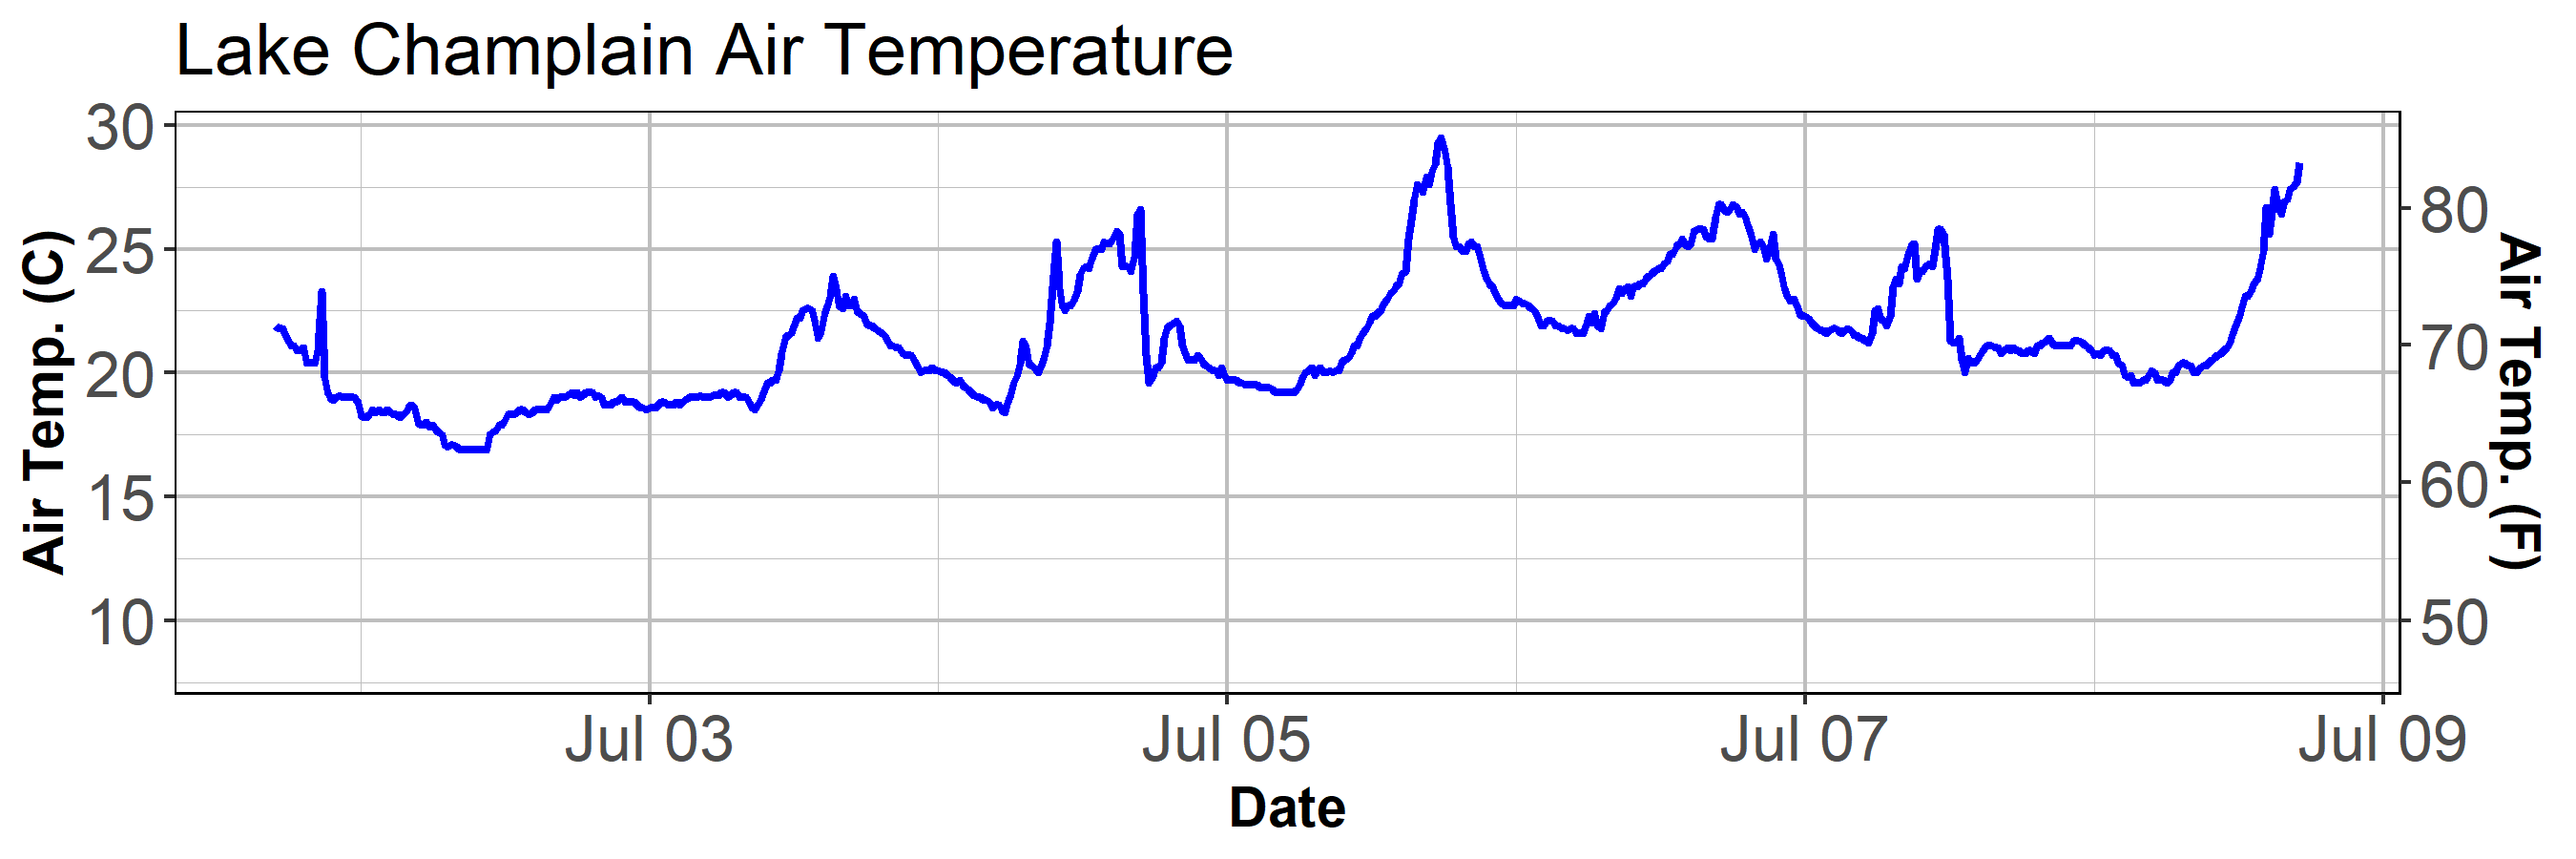 Lake Champlain Air Temperature
30
25
20
15
10
Air Temp. (C)
80
70
60
50
Air Temp. (F)
Jul 03 Jul 05 Jul 07 Jul 09
Date